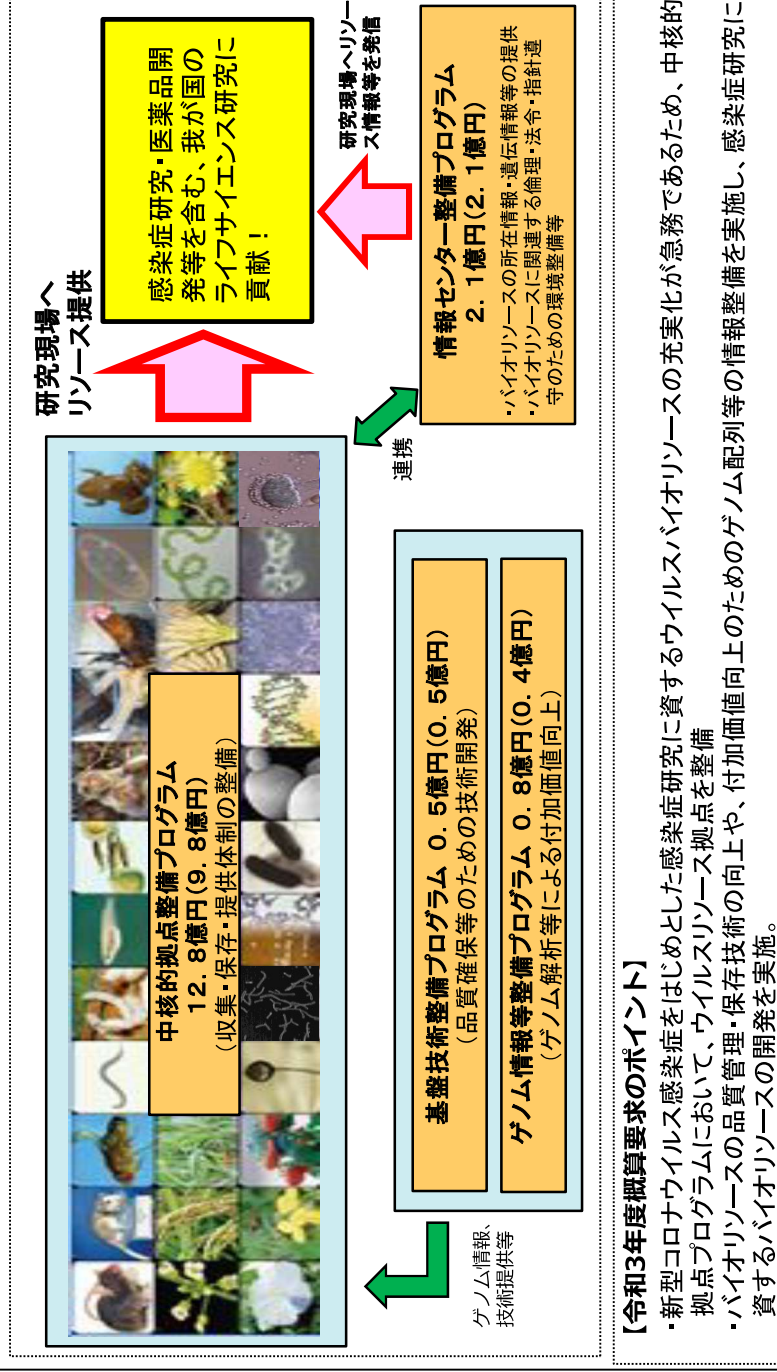 研究現場へ
リソース提供
感染症研究・医薬品開
発等を含む、我が国の
ライフサイエンス研究に
貢献！
研究現場へリソー
ス情報等を発信
中核的拠点整備プログラム
１２．８億円（９．８億円）
（収集・保存・提供体制の整備）
連携
情報センター整備プログラム
２．１億円（２．１億円）
・バイオリソースの所在情報・遺伝情報等の提供
・バイオリソースに関連する倫理・法令・指針遵
守のための環境整備等
ゲノム情報、
技術提供等
基盤技術整備プログラム ０．５億円（０．５億円）
（品質確保等のための技術開発）
ゲノム情報等整備プログラム ０．８億円（０．４億円）
（ゲノム解析等による付加価値向上）
【令和3年度概算要求のポイント】
・新型コロナウイルス感染症をはじめとした感染症研究に資するウイルスバイオリソースの充実化が急務であるため、中核的
拠点プログラムにおいて、ウイルスリソース拠点を整備
・バイオリソースの品質管理・保存技術の向上や、付加価値向上のためのゲノム配列等の情報整備を実施し、感染症研究に
資するバイオリソースの開発を実施。